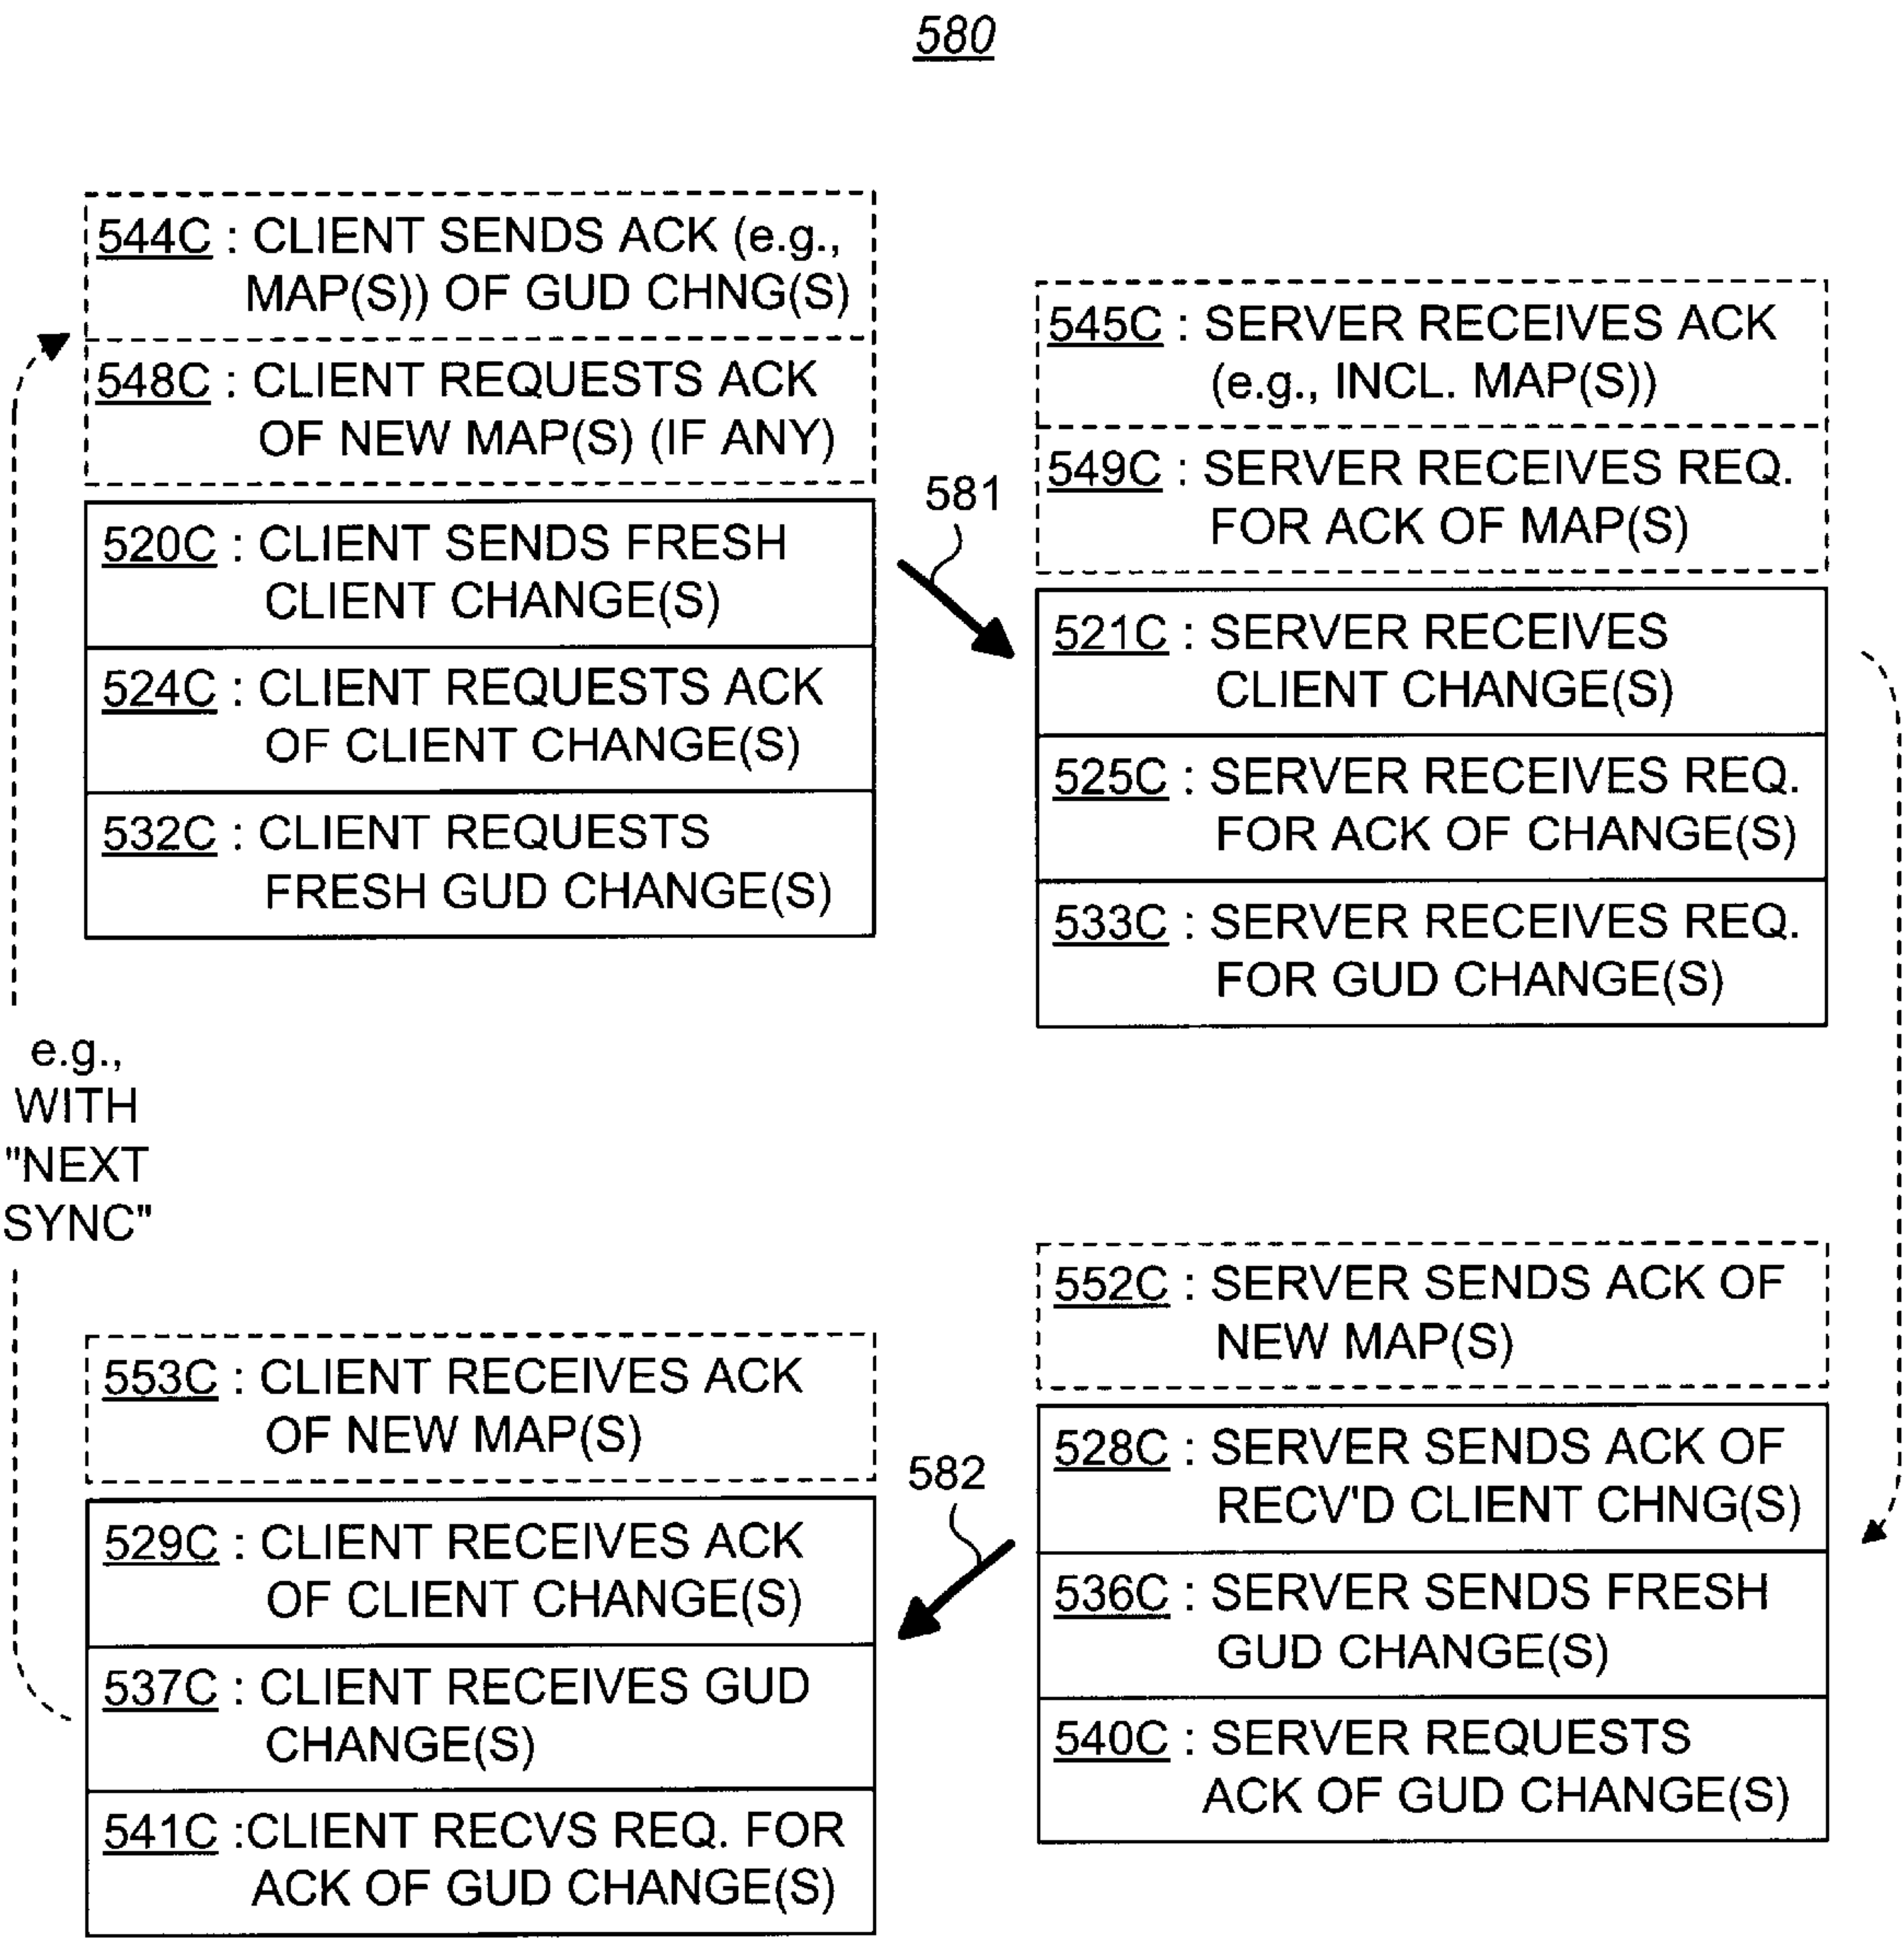 580
544C : CLIENT SENDS ACK (e.g.,
MAP(S)) OF GUD CHNG(S)
548C : CLIENT REQUESTS ACK
OF NEW MAP(S) (IF ANY)
520C : CLIENT SENDS FRESH
CLIENT CHANGE(S)
524C : CLIENT REQUESTS ACK
OF CLIENT CHANGE(S)
532C : CLIENT REQUESTS
FRESH GUD CHANGE(S)
581
545C : SERVER RECEIVES ACK
(e.g., INCL. MAP(S))
549C : SERVER RECEIVES REQ.
FOR ACK OF MAP(S)
521C : SERVER RECEIVES
CLIENT CHANGE(S)
525C : SERVER RECEIVES REQ.
FOR ACK OF CHANGE(S)
533C : SERVER RECEIVES REQ.
FOR GUD CHANGE(S)
e.g.,
WITH
"NEXT
SYNC"
552C : SERVER SENDS ACK OF
NEW MAP(S)
528C : SERVER SENDS ACK OF
RECV'D CLIENT CHNG(S)
536C : SERVER SENDS FRESH
GUD CHANGE(S)
540C : SERVER REQUESTS
ACK OF GUD CHANGE(S)
582
553C : CLIENT RECEIVES ACK
OF NEW MAP(S)
529C : CLIENT RECEIVES ACK
OF CLIENT CHANGE(S)
537C : CLIENT RECEIVES GUD
CHANGE(S)
541C :CLIENT RECVS REQ. FOR
ACK OF GUD CHANGE(S)